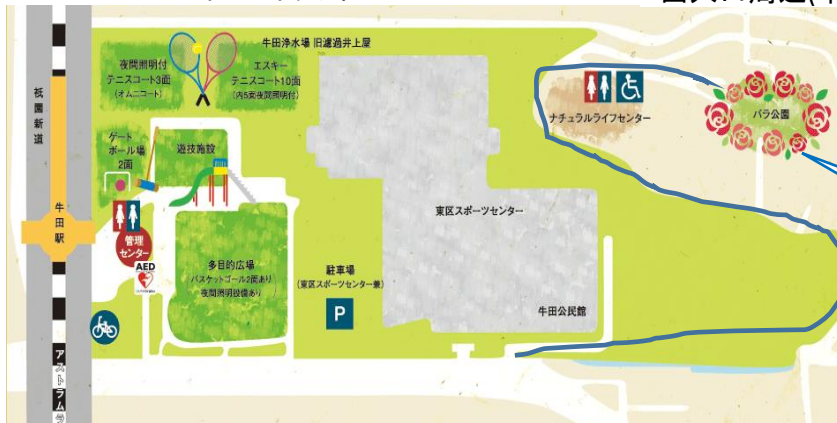 牛田浄水場 旧濾過井上屋
夜間照明付
テニスコート3面
(オムニコート)
エスキー
テニスコート10面
(内5面夜間照明付)
祇園新道
ゲート
ボール場
2面
遊技施設
ナチュラルライフセンター
バラ公園
牛田駅
管理
センター
AED
多目的広場
バスケットゴール2面あり
夜間照明設備あり
駐車場
(東区スポーツセンター兼)
P
東区スポーツセンター
牛田公民館
アストラムラ